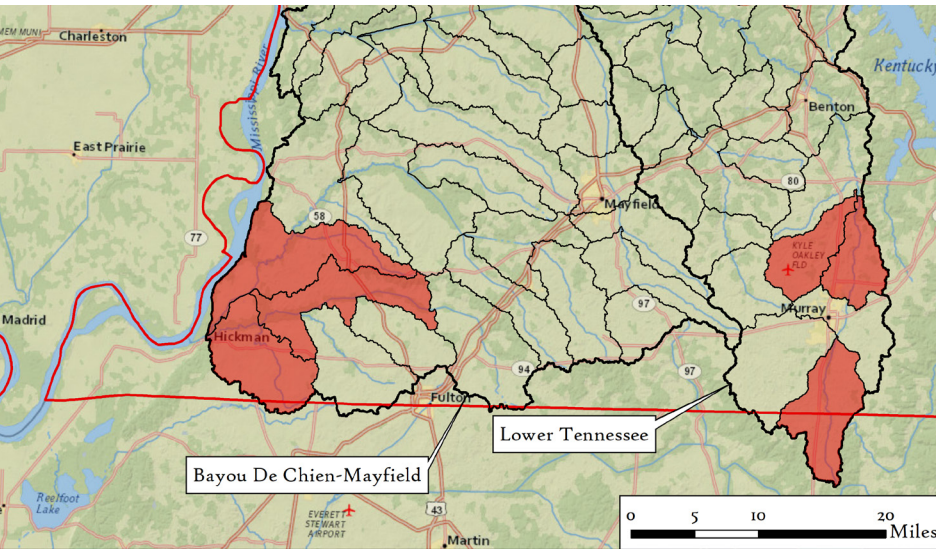 MEM MUNI
Charleston
Mississippi River
Kentucky
Benton
East Prairie
80
Mayfield
58
77
KYLE
OAKLEY
FLD
97
Murray
Madrid
Hickman
94
97
Fulton
Lower Tennessee
Bayou De Chien-Mayfield
Reelfoot
Lake
EVERETT
STEWART
AIRPORT
43
Martin
0 5 10 20
Miles